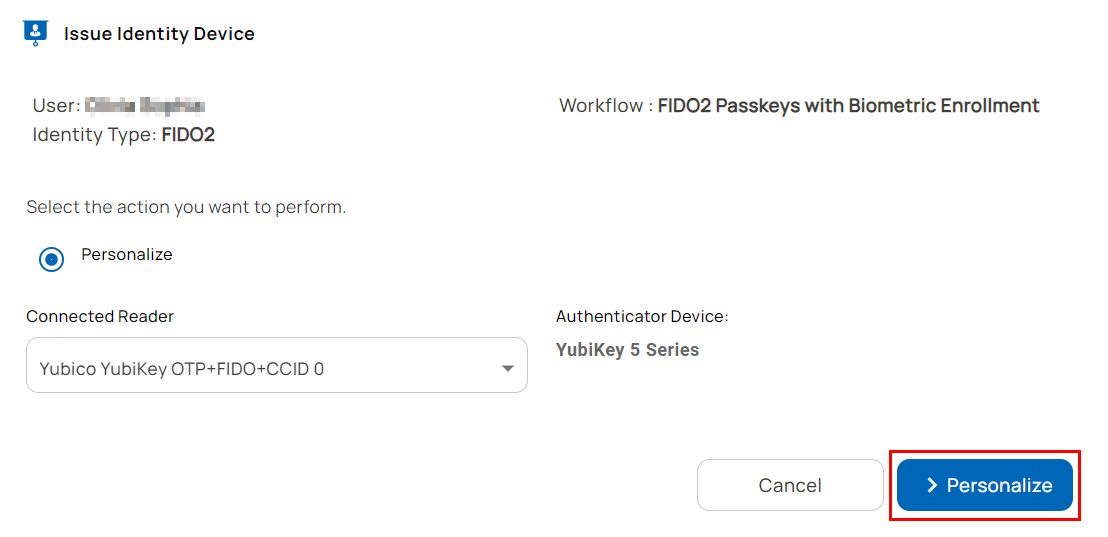 Issue Identity Device
User:
Workflow : FIDO2 Passkeys with Biometric Enrollment
Identity Type: FIDO2
Select the action you want to perform.
Personalize
Connected Reader
Authenticator Device:
Yubico YubiKey OTP+FIDO+CCID 0
YubiKey 5 Series
Cancel
Personalize